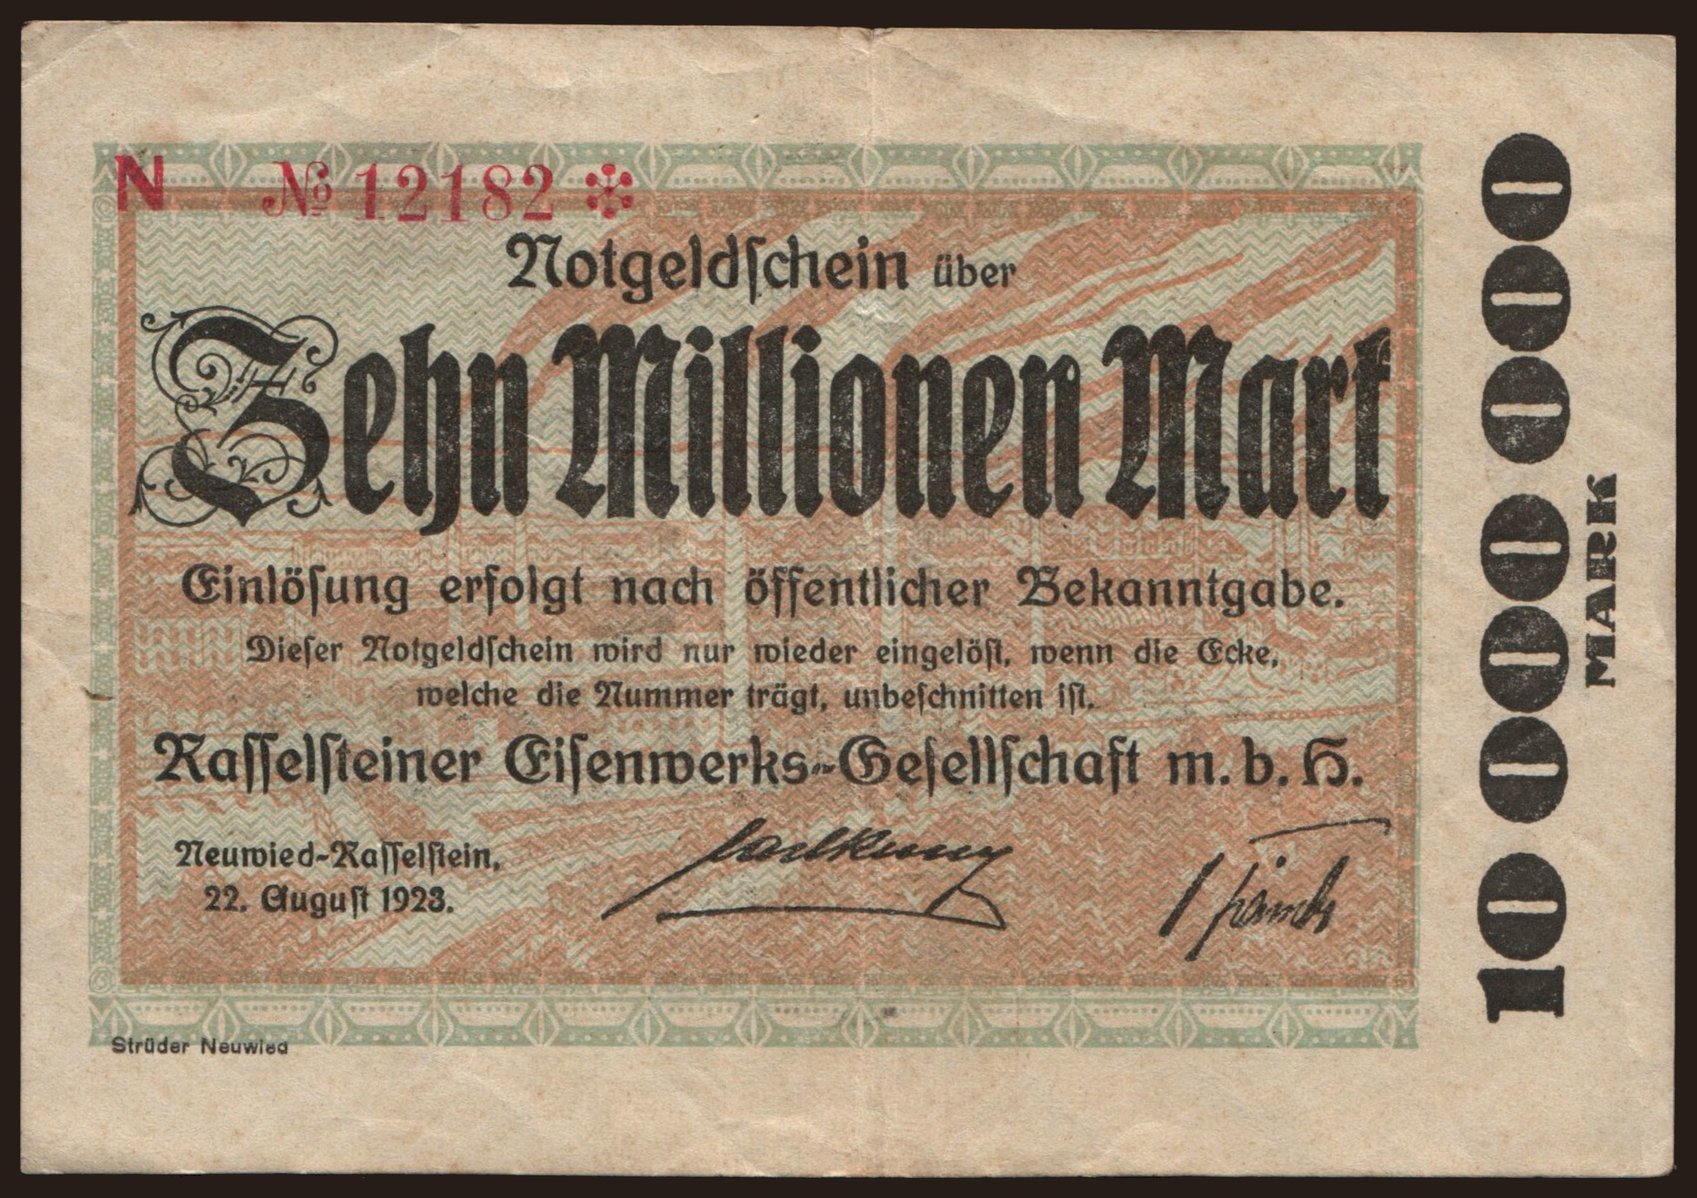 N № 12182 *
Notgeldschein über
Zehn Millionen Mark
Einlösung erfolgt nach öffentlicher Bekanntgabe.
Dieser Notgeldschein wird nur wieder eingelöst, wenn die Ecke,
welche die Nummer trägt, unbeschnitten ist.
Rasselsteiner Eisenwerks-Gesellschaft m. b. H.
Neuwied-Rasselstein,
22. August 1923.
Strüder Neuwied
10 000 000
MARK